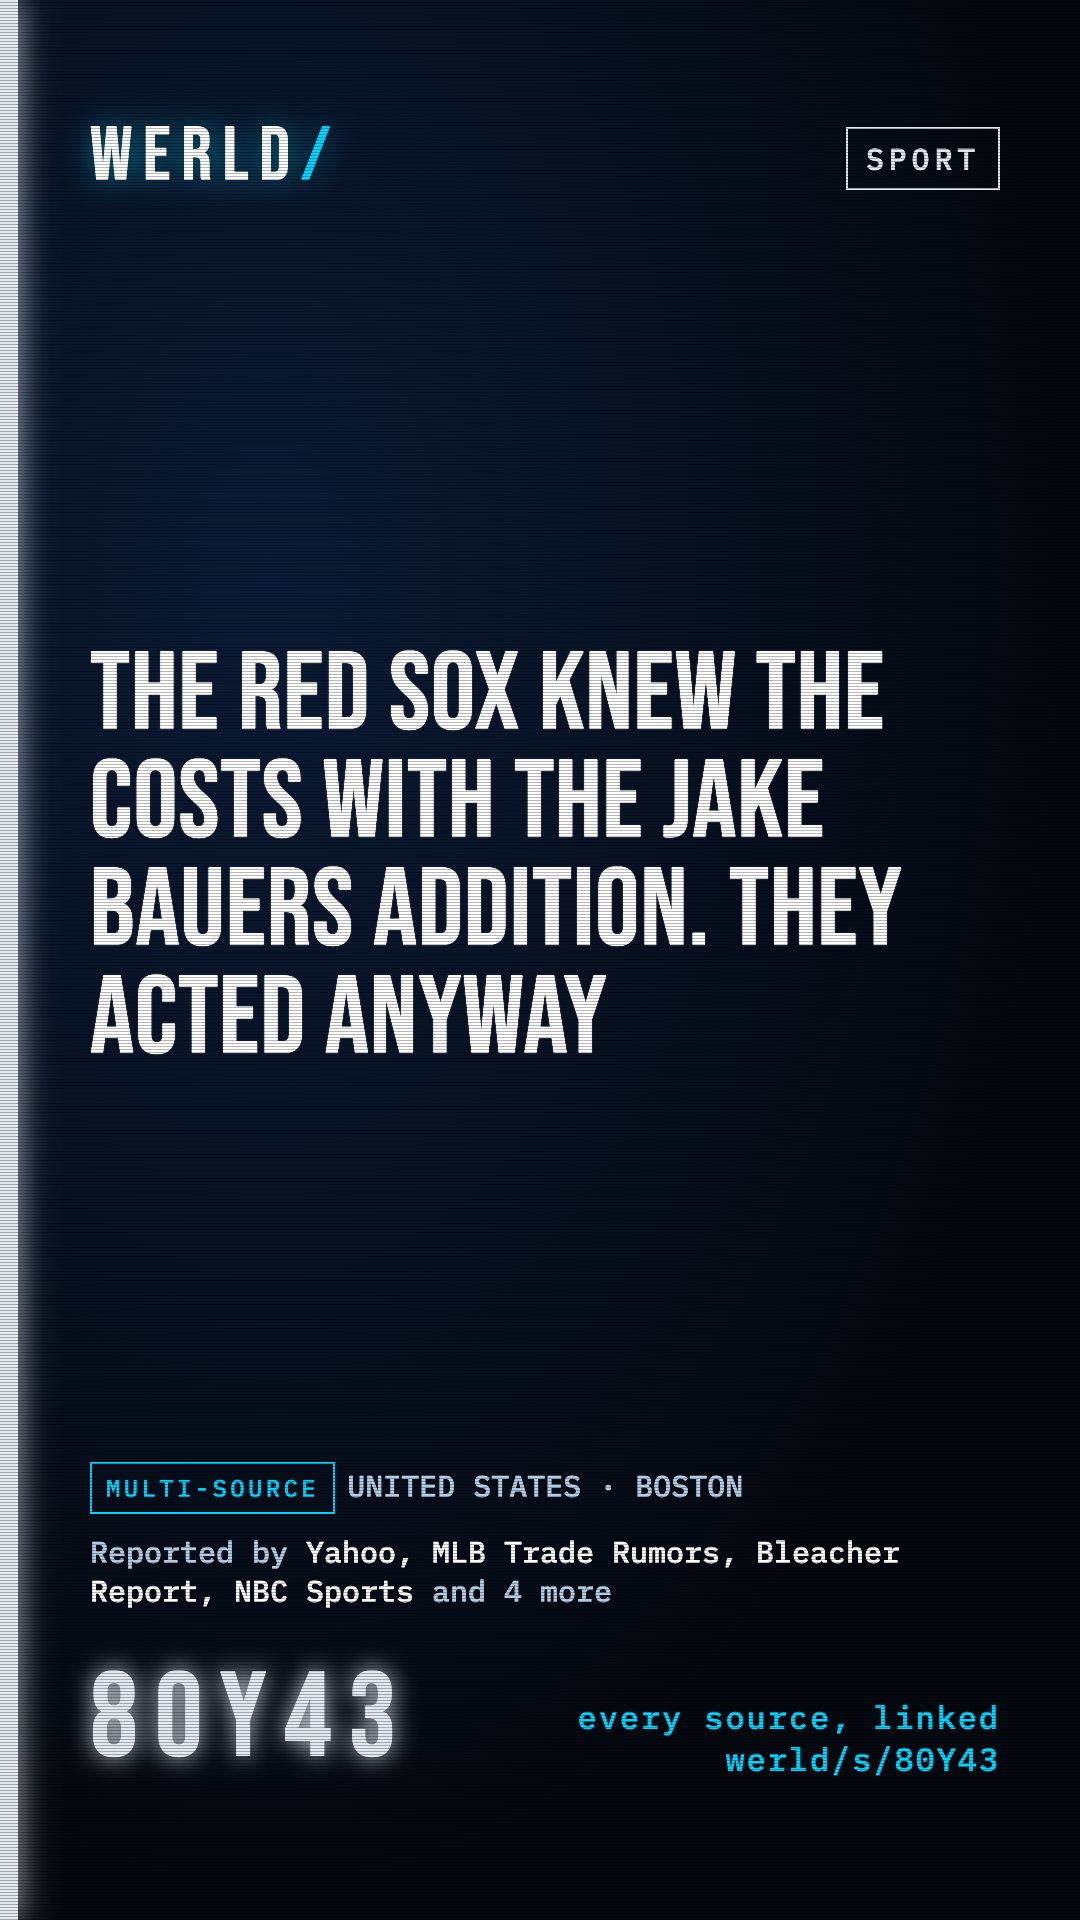 WERLD/
SPORT
THE RED SOX KNEW THE
COSTS WITH THE JAKE
BAUERS ADDITION. THEY
ACTED ANYWAY
MULTI-SOURCE UNITED STATES · BOSTON
Reported by Yahoo, MLB Trade Rumors, Bleacher
Report, NBC Sports and 4 more
80Y43
every source, linked
werld/s/80Y43